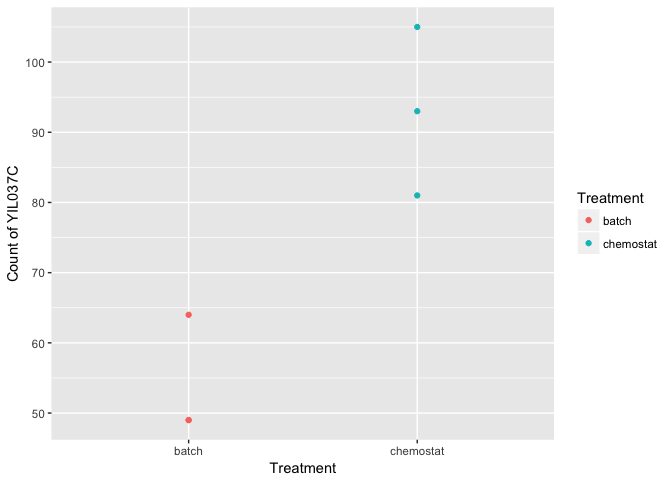 100
90
80
70
60
50
Count of YIL037C
batch
chemostat
Treatment
Treatment
batch
chemostat